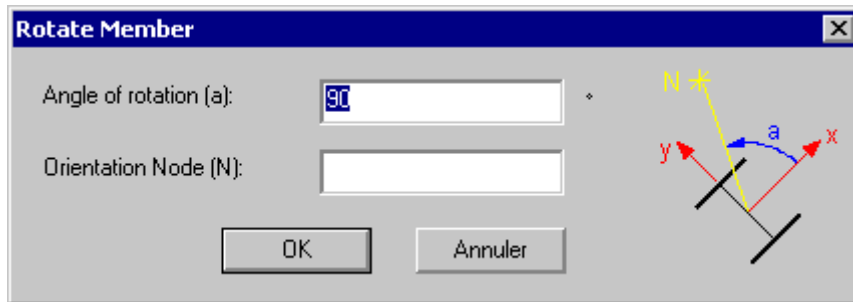 Rotate Member
Angle of rotation (a): 90 °
Orientation Node (N):
OK Annuler
N
a
y x